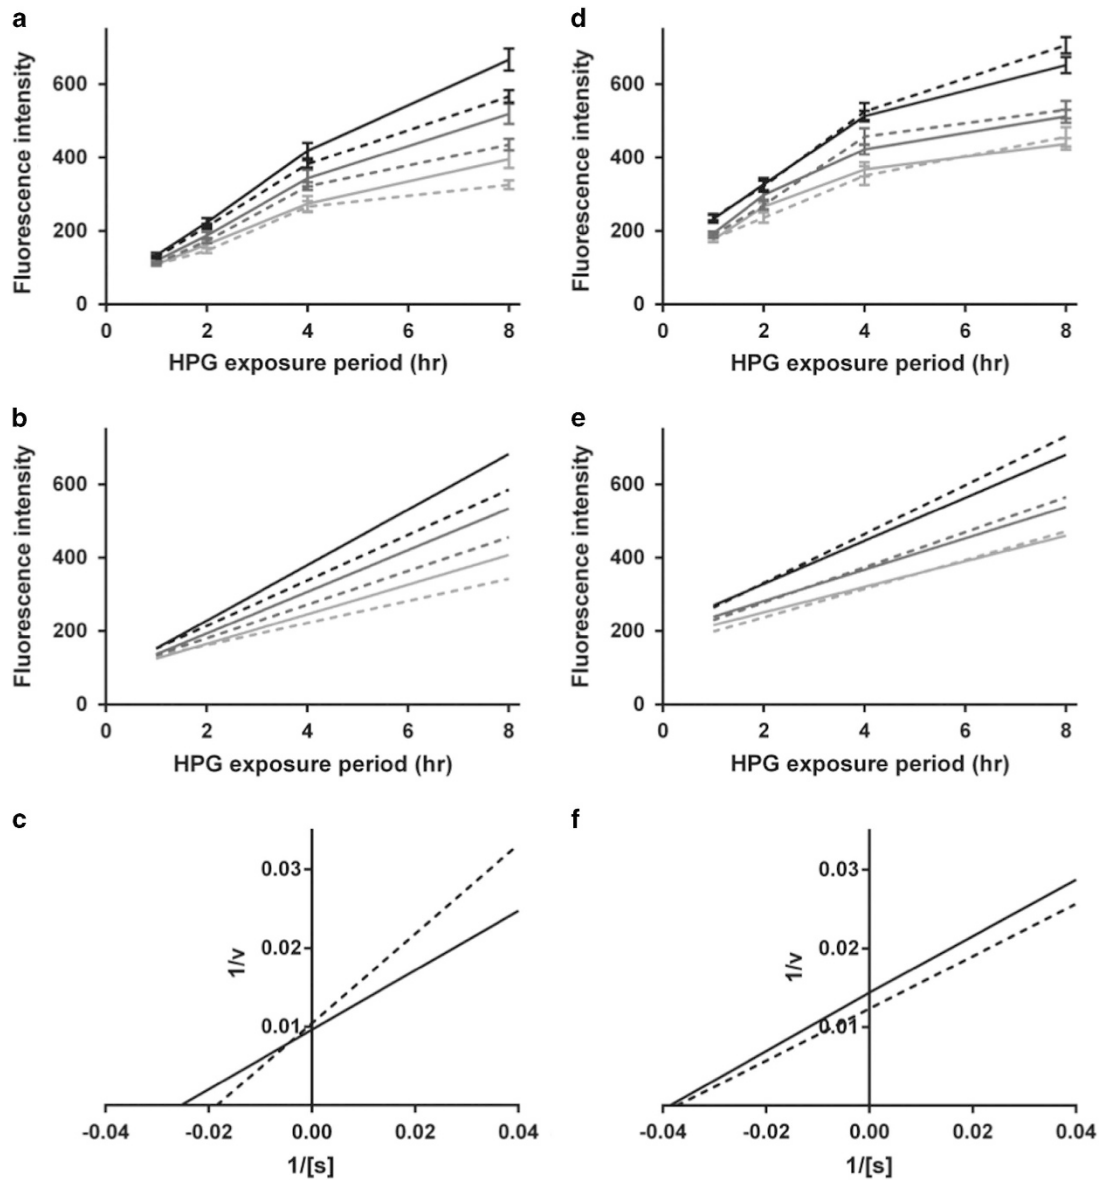 a
Fluorescence intensity
600
400
200
0
0 2 4 6 8
HPG exposure period (hr)
d
Fluorescence intensity
600
400
200
0
0 2 4 6 8
HPG exposure period (hr)
b
Fluorescence intensity
600
400
200
0
0 2 4 6 8
HPG exposure period (hr)
e
Fluorescence intensity
600
400
200
0
0 2 4 6 8
HPG exposure period (hr)
c
1/v
0.03
0.02
0.01
-0.04 -0.02 0.00 0.02 0.04
1/[s]
f
1/v
0.03
0.02
0.01
-0.04 -0.02 0.00 0.02 0.04
1/[s]